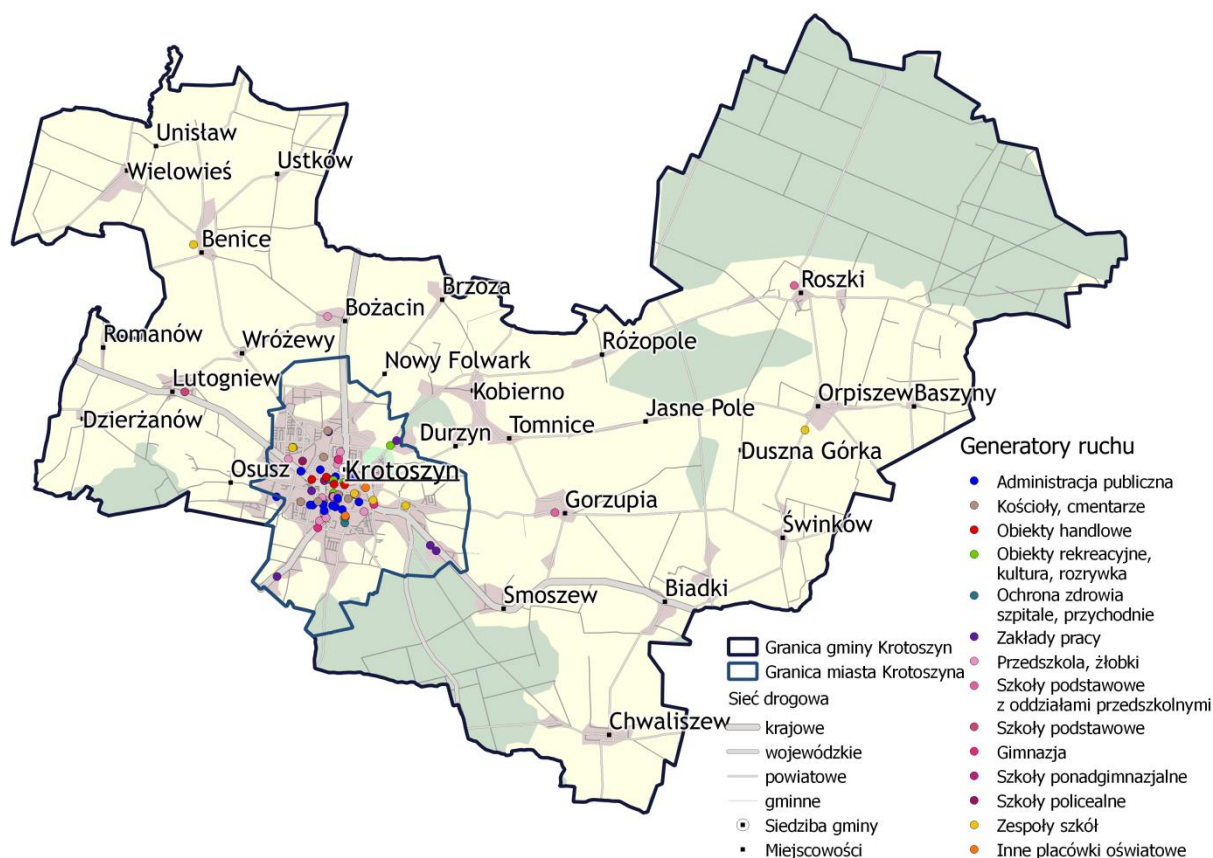 Unisław
Wielowieś
Ustków
Benice
Brzoza
Bożacin
Roszki
Romanów
Wróżewy
Różopole
Nowy Folwark
Lutogniew
Kobierno
Orpiszew
Baszyny
Dzierżanów
Jasne Pole
Durzyn
Tomnice
Duszna Górka
Osusz
Krotoszyn
Gorzupia
Świnków
Smoszew
Biadki
Chwaliszew
Granica gminy Krotoszyn
Granica miasta Krotoszyna
Sieć drogowa
krajowe
wojewódzkie
powiatowe
gminne
Siedziba gminy
Miejscowości
Generatory ruchu
Administracja publiczna
Kościoły, cmentarze
Obiekty handlowe
Obiekty rekreacyjne,
kultura, rozrywka
Ochrona zdrowia
szpitale, przychodnie
Zakłady pracy
Przedszkola, żłobki
Szkoły podstawowe
z oddziałami przedszkolnymi
Szkoły podstawowe
Gimnazja
Szkoły ponadgimnazjalne
Szkoły policealne
Zespoły szkół
Inne placówki oświatowe